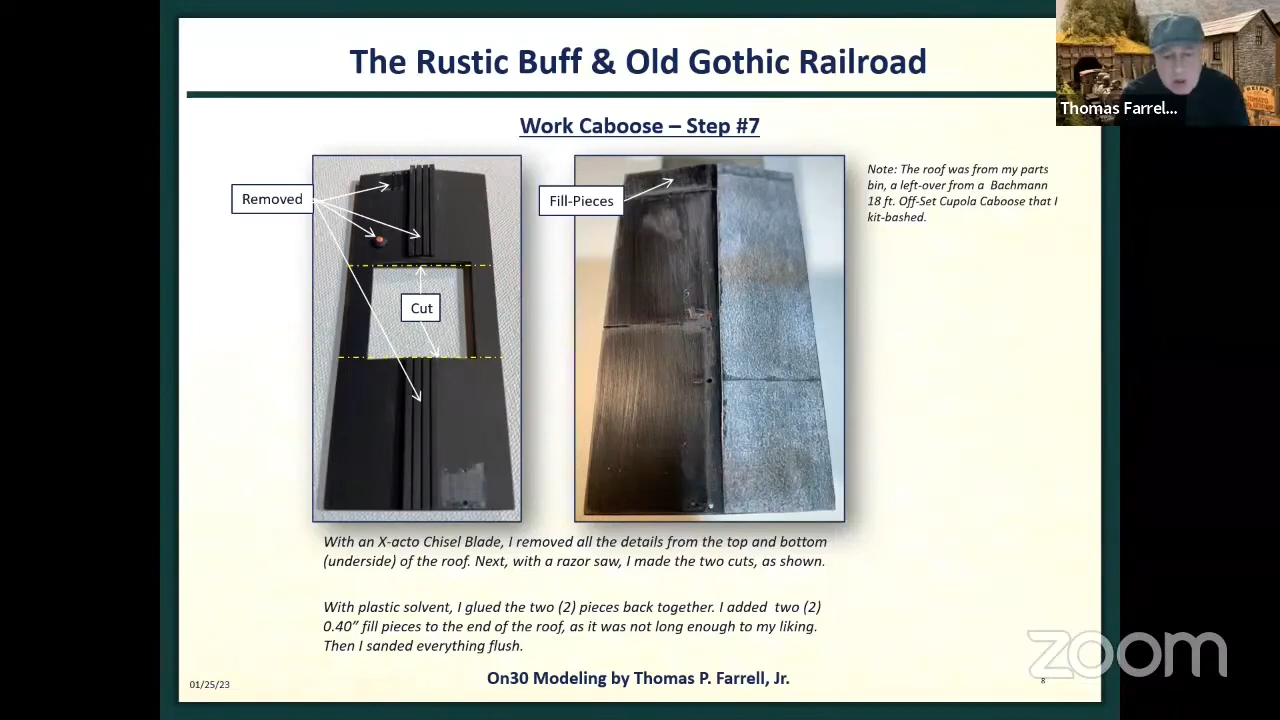 The Rustic Buff & Old Gothic Railroad
Thomas Farrel...
Work Caboose – Step #7
Removed
Cut
Fill-Pieces
Note: The roof was from my parts
bin, a left-over from a Bachmann
18 ft. Off-Set Cupola Caboose that I
kit-bashed.
With an X-acto Chisel Blade, I removed all the details from the top and bottom
(underside) of the roof. Next, with a razor saw, I made the two cuts, as shown.
With plastic solvent, I glued the two (2) pieces back together. I added two (2)
0.40” fill pieces to the end of the roof, as it was not long enough to my liking.
Then I sanded everything flush.
01/25/23
On30 Modeling by Thomas P. Farrell, Jr.
8
zoom
HEINZ
TOMATO